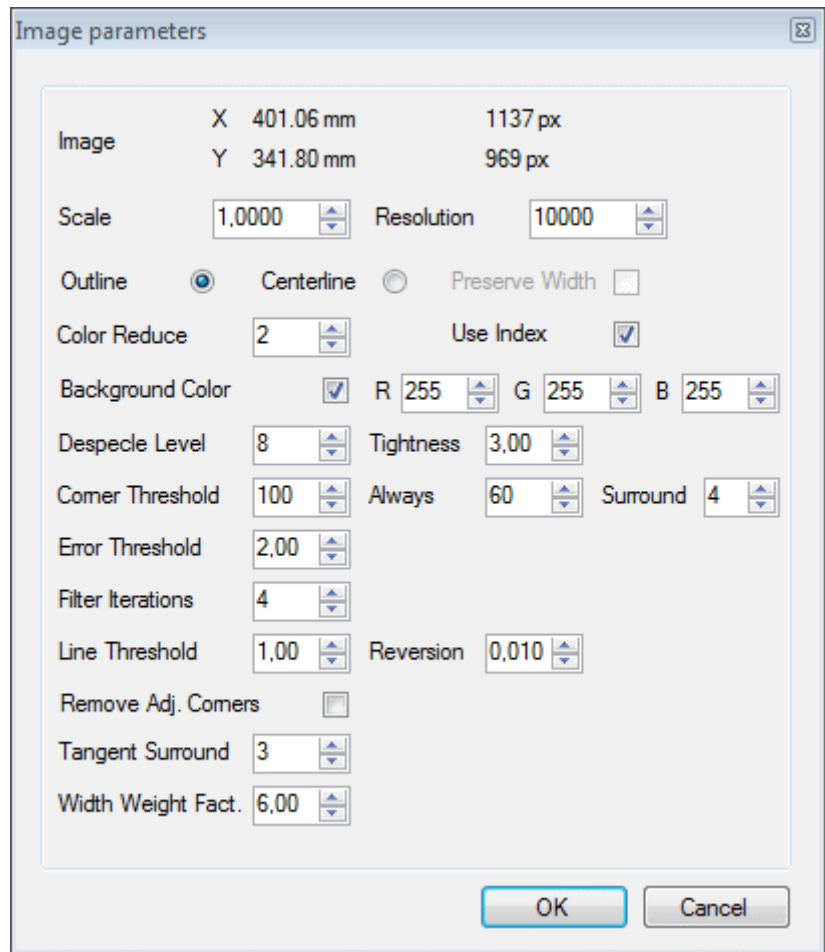 Image parameters
Image X 401.06 mm 1137 px
Y 341.80 mm 969 px
Scale 1,0000 Resolution 10000
Outline Centerline Preserve Width
Color Reduce 2 Use Index
Background Color R 255 G 255 B 255
Despecle Level 8 Tightness 3,00
Corner Threshold 100 Always 60 Surround 4
Error Threshold 2,00
Filter Iterations 4
Line Threshold 1,00 Reversion 0,010
Remove Adj. Corners
Tangent Surround 3
Width Weight Fact. 6,00
OK Cancel